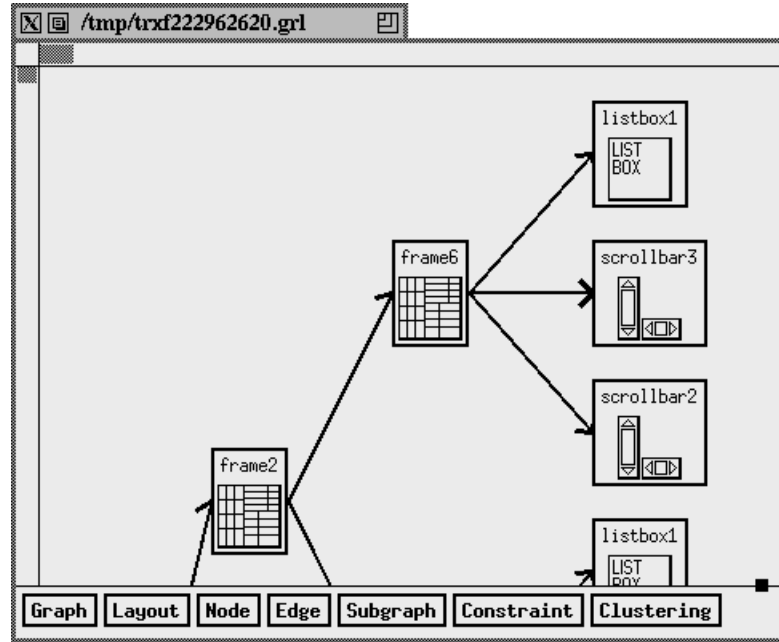 /tmp/trxf222962620.grl
listbox1
LIST
BOX
frame6
scrollbar3
scrollbar2
frame2
listbox1
LIST
BOX
Graph Layout Node Edge Subgraph Constraint Clustering